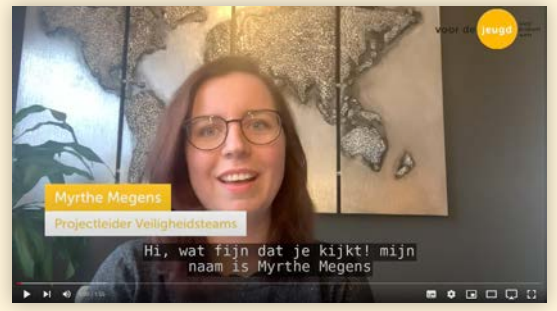 voor de jeugd
Myrthe Megens
Projectleider Veiligheidsteams
Hi, wat fijn dat je kijkt! mijn
naam is Myrthe Megens